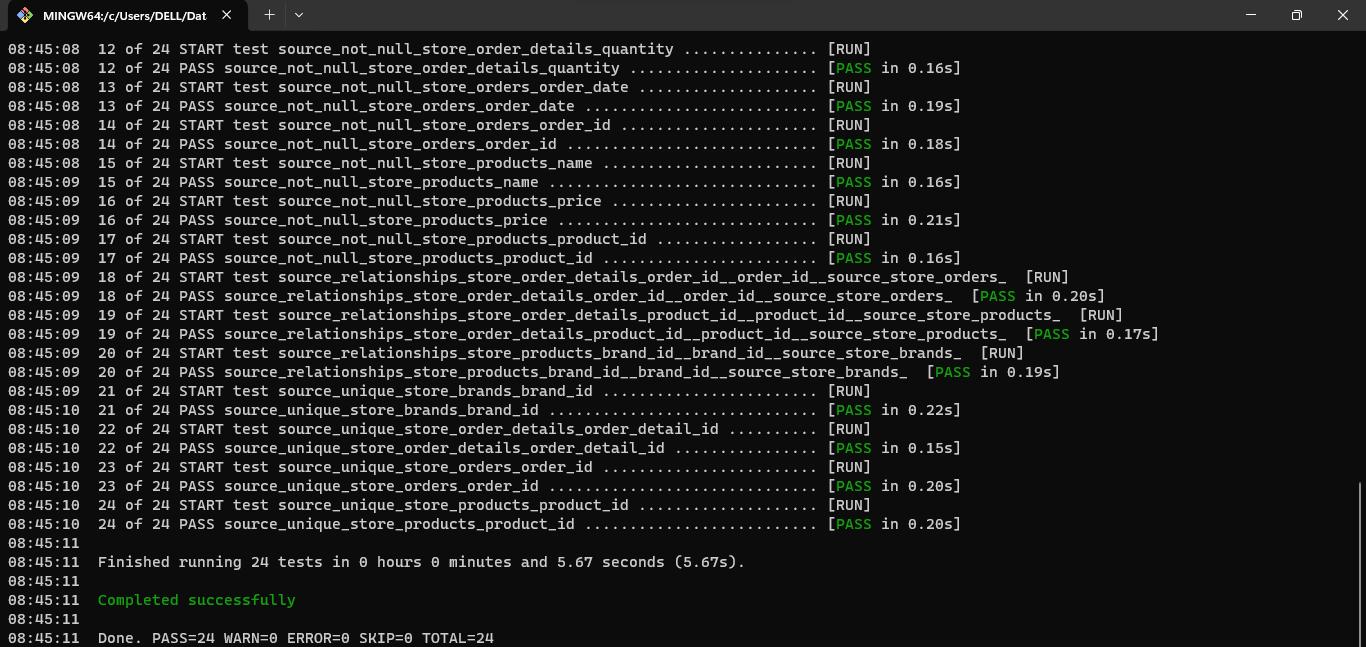 MINGW64:/c/Users/DELL/Dat
08:45:08  12 of 24 START test source_not_null_store_order_details_quantity ............... [RUN]
08:45:08  12 of 24 PASS source_not_null_store_order_details_quantity ..................... [PASS in 0.16s]
08:45:08  13 of 24 START test source_not_null_store_orders_order_date .................... [RUN]
08:45:08  13 of 24 PASS source_not_null_store_orders_order_date .......................... [PASS in 0.19s]
08:45:08  14 of 24 START test source_not_null_store_orders_order_id ...................... [RUN]
08:45:08  14 of 24 PASS source_not_null_store_orders_order_id ............................ [PASS in 0.18s]
08:45:08  15 of 24 START test source_not_null_store_products_name ........................ [RUN]
08:45:09  15 of 24 PASS source_not_null_store_products_name .............................. [PASS in 0.16s]
08:45:09  16 of 24 START test source_not_null_store_products_price ....................... [RUN]
08:45:09  16 of 24 PASS source_not_null_store_products_price ............................. [PASS in 0.21s]
08:45:09  17 of 24 START test source_not_null_store_products_product_id .................. [RUN]
08:45:09  17 of 24 PASS source_not_null_store_products_product_id ........................ [PASS in 0.16s]
08:45:09  18 of 24 START test source_relationships_store_order_details_order_id__order_id__source_store_orders_  [RUN]
08:45:09  18 of 24 PASS source_relationships_store_order_details_order_id__order_id__source_store_orders_  [PASS in 0.20s]
08:45:09  19 of 24 START test source_relationships_store_order_details_product_id__product_id__source_store_products_  [RUN]
08:45:09  19 of 24 PASS source_relationships_store_order_details_product_id__product_id__source_store_products_  [PASS in 0.17s]
08:45:09  20 of 24 START test source_relationships_store_products_brand_id__brand_id__source_store_brands_  [RUN]
08:45:09  20 of 24 PASS source_relationships_store_products_brand_id__brand_id__source_store_brands_  [PASS in 0.19s]
08:45:09  21 of 24 START test source_unique_store_brands_brand_id ........................ [RUN]
08:45:10  21 of 24 PASS source_unique_store_brands_brand_id .............................. [PASS in 0.22s]
08:45:10  22 of 24 START test source_unique_store_order_details_order_detail_id .......... [RUN]
08:45:10  22 of 24 PASS source_unique_store_order_details_order_detail_id ................ [PASS in 0.15s]
08:45:10  23 of 24 START test source_unique_store_orders_order_id ........................ [RUN]
08:45:10  23 of 24 PASS source_unique_store_orders_order_id .............................. [PASS in 0.20s]
08:45:10  24 of 24 START test source_unique_store_products_product_id .................... [RUN]
08:45:10  24 of 24 PASS source_unique_store_products_product_id .......................... [PASS in 0.20s]
08:45:11
08:45:11  Finished running 24 tests in 0 hours 0 minutes and 5.67 seconds (5.67s).
08:45:11
08:45:11  Completed successfully
08:45:11
08:45:11  Done. PASS=24 WARN=0 ERROR=0 SKIP=0 TOTAL=24